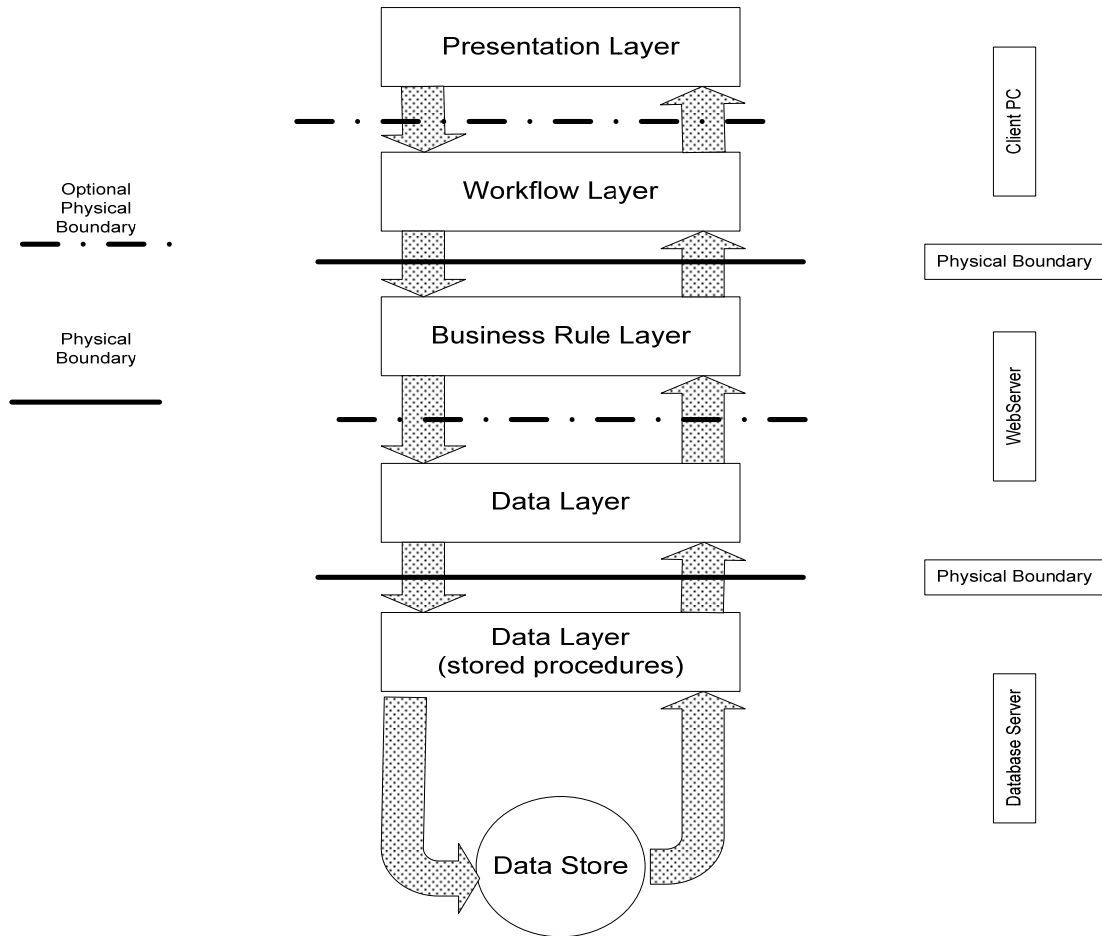 Presentation Layer
Workflow Layer
Business Rule Layer
Data Layer
Data Layer
(stored procedures)
Data Store
Optional
Physical
Boundary
Physical
Boundary
Client PC
Physical Boundary
WebServer
Physical Boundary
Database Server